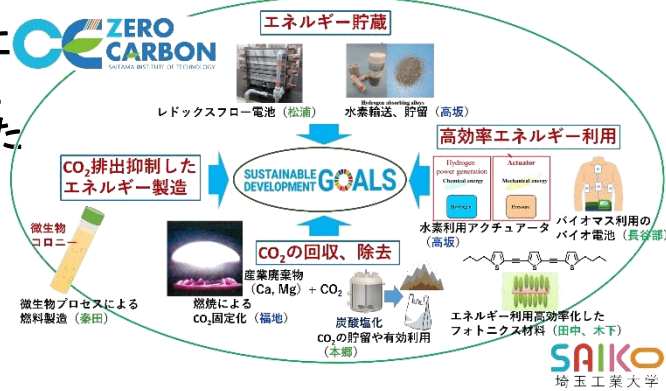 に
た
ZERO
CARBON
SAITAMA INSTITUTE OF TECHNOLOGY
エネルギー貯蔵
レドックスフロー電池（松浦）
Hydrogen absorbing alloys
水素輸送、貯留（高坂）
CO₂排出抑制した
エネルギー製造
SUSTAINABLE
DEVELOPMENT
GOALS
高効率エネルギー利用
Hydrogen
power generation
Chemical energy
Hydrogen
Actuator
Mechanical energy
Pressure
水素利用アクチュエータ
（高坂）
バイオマス利用の
バイオ電池（長谷部）
微生物
コロニー
微生物プロセスによる
燃料製造（秦田）
CO₂の回収、除去
燃焼による
CO₂固定化（福地）
産業廃棄物
（Ca, Mg）+ CO₂
炭酸塩化
CO₂の貯留や有効利用
（本郷）
エネルギー利用高効率化した
フォトニクス材料（田中、木下）
SAIKO
埼玉工業大学